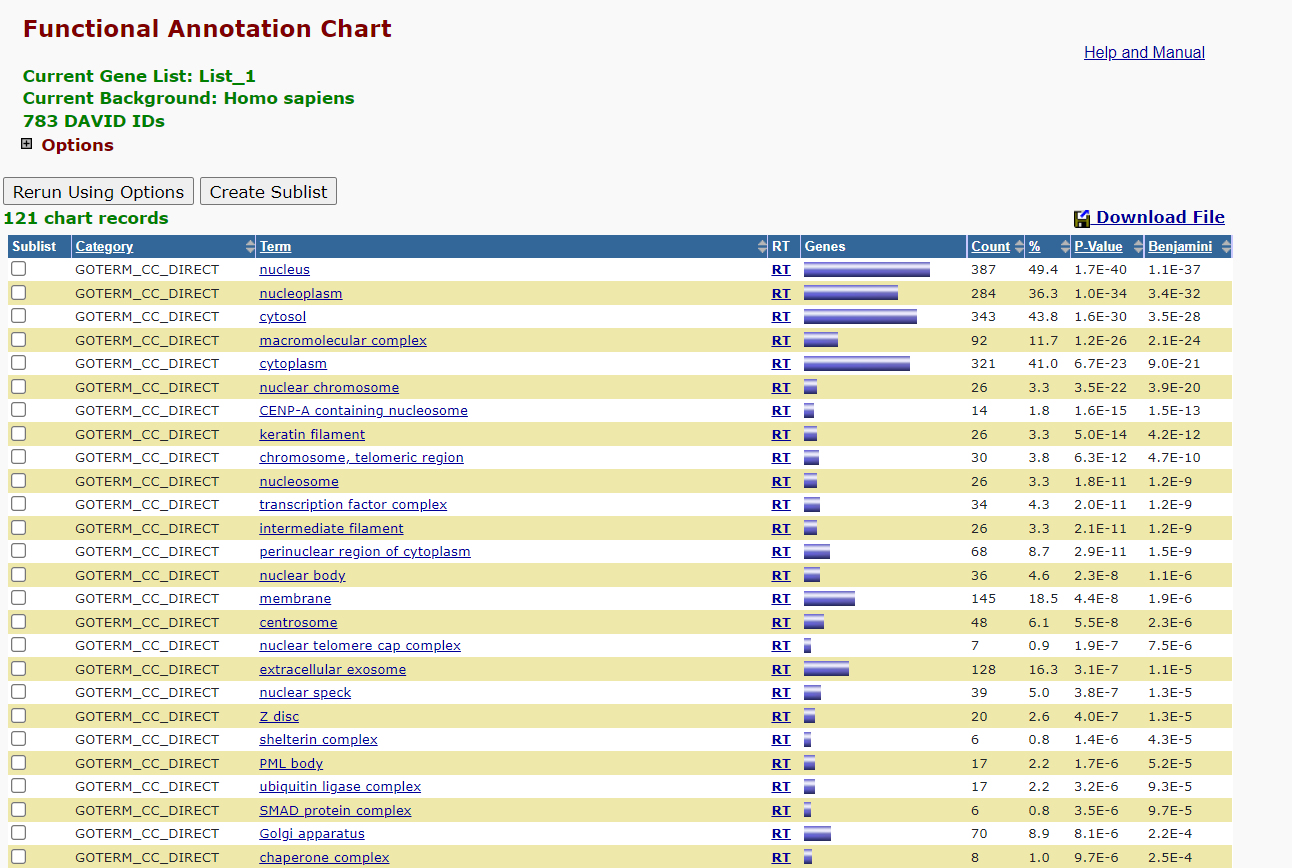 Functional Annotation Chart
Help and Manual
Current Gene List: List_1
Current Background: Homo sapiens
783 DAVID IDs
Options
Rerun Using Options Create Sublist
121 chart records Download File
Sublist Category Term RT Genes Count % P-Value Benjamini
GOTERM_CC_DIRECT nucleus RT 387 49.4 1.7E-40 1.1E-37
GOTERM_CC_DIRECT nucleoplasm RT 284 36.3 1.0E-34 3.4E-32
GOTERM_CC_DIRECT cytosol RT 343 43.8 1.6E-30 3.5E-28
GOTERM_CC_DIRECT macromolecular complex RT 92 11.7 1.2E-26 2.1E-24
GOTERM_CC_DIRECT cytoplasm RT 321 41.0 6.7E-23 9.0E-21
GOTERM_CC_DIRECT nuclear chromosome RT 26 3.3 3.5E-22 3.9E-20
GOTERM_CC_DIRECT CENP-A containing nucleosome RT 14 1.8 1.6E-15 1.5E-13
GOTERM_CC_DIRECT keratin filament RT 26 3.3 5.0E-14 4.2E-12
GOTERM_CC_DIRECT chromosome, telomeric region RT 30 3.8 6.3E-12 4.7E-10
GOTERM_CC_DIRECT nucleosome RT 26 3.3 1.8E-11 1.2E-9
GOTERM_CC_DIRECT transcription factor complex RT 34 4.3 2.0E-11 1.2E-9
GOTERM_CC_DIRECT intermediate filament RT 26 3.3 2.1E-11 1.2E-9
GOTERM_CC_DIRECT perinuclear region of cytoplasm RT 68 8.7 2.9E-11 1.5E-9
GOTERM_CC_DIRECT nuclear body RT 36 4.6 2.3E-8 1.1E-6
GOTERM_CC_DIRECT membrane RT 145 18.5 4.4E-8 1.9E-6
GOTERM_CC_DIRECT centrosome RT 48 6.1 5.5E-8 2.3E-6
GOTERM_CC_DIRECT nuclear telomere cap complex RT 7 0.9 1.9E-7 7.5E-6
GOTERM_CC_DIRECT extracellular exosome RT 128 16.3 3.1E-7 1.1E-5
GOTERM_CC_DIRECT nuclear speck RT 39 5.0 3.8E-7 1.3E-5
GOTERM_CC_DIRECT Z disc RT 20 2.6 4.0E-7 1.3E-5
GOTERM_CC_DIRECT shelterin complex RT 6 0.8 1.4E-6 4.3E-5
GOTERM_CC_DIRECT PML body RT 17 2.2 1.7E-6 5.2E-5
GOTERM_CC_DIRECT ubiquitin ligase complex RT 17 2.2 3.2E-6 9.3E-5
GOTERM_CC_DIRECT SMAD protein complex RT 6 0.8 3.5E-6 9.7E-5
GOTERM_CC_DIRECT Golgi apparatus RT 70 8.9 8.1E-6 2.2E-4
GOTERM_CC_DIRECT chaperone complex RT 8 1.0 9.7E-6 2.5E-4